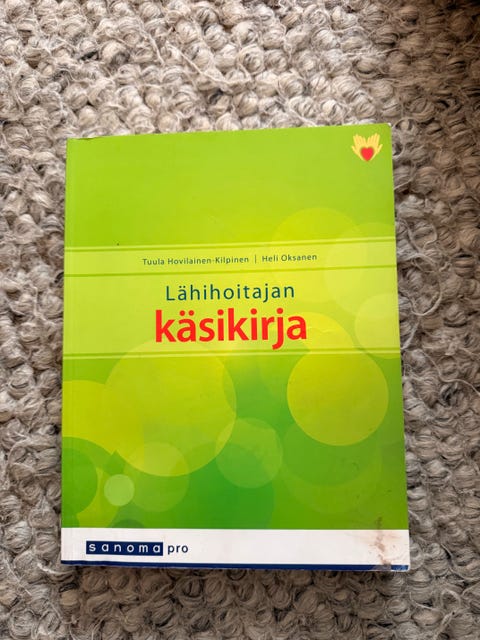 Tuula Hovilainen-Kilpinen | Heli Oksanen
Lähihoitajan
käsikirja
sanoma pro